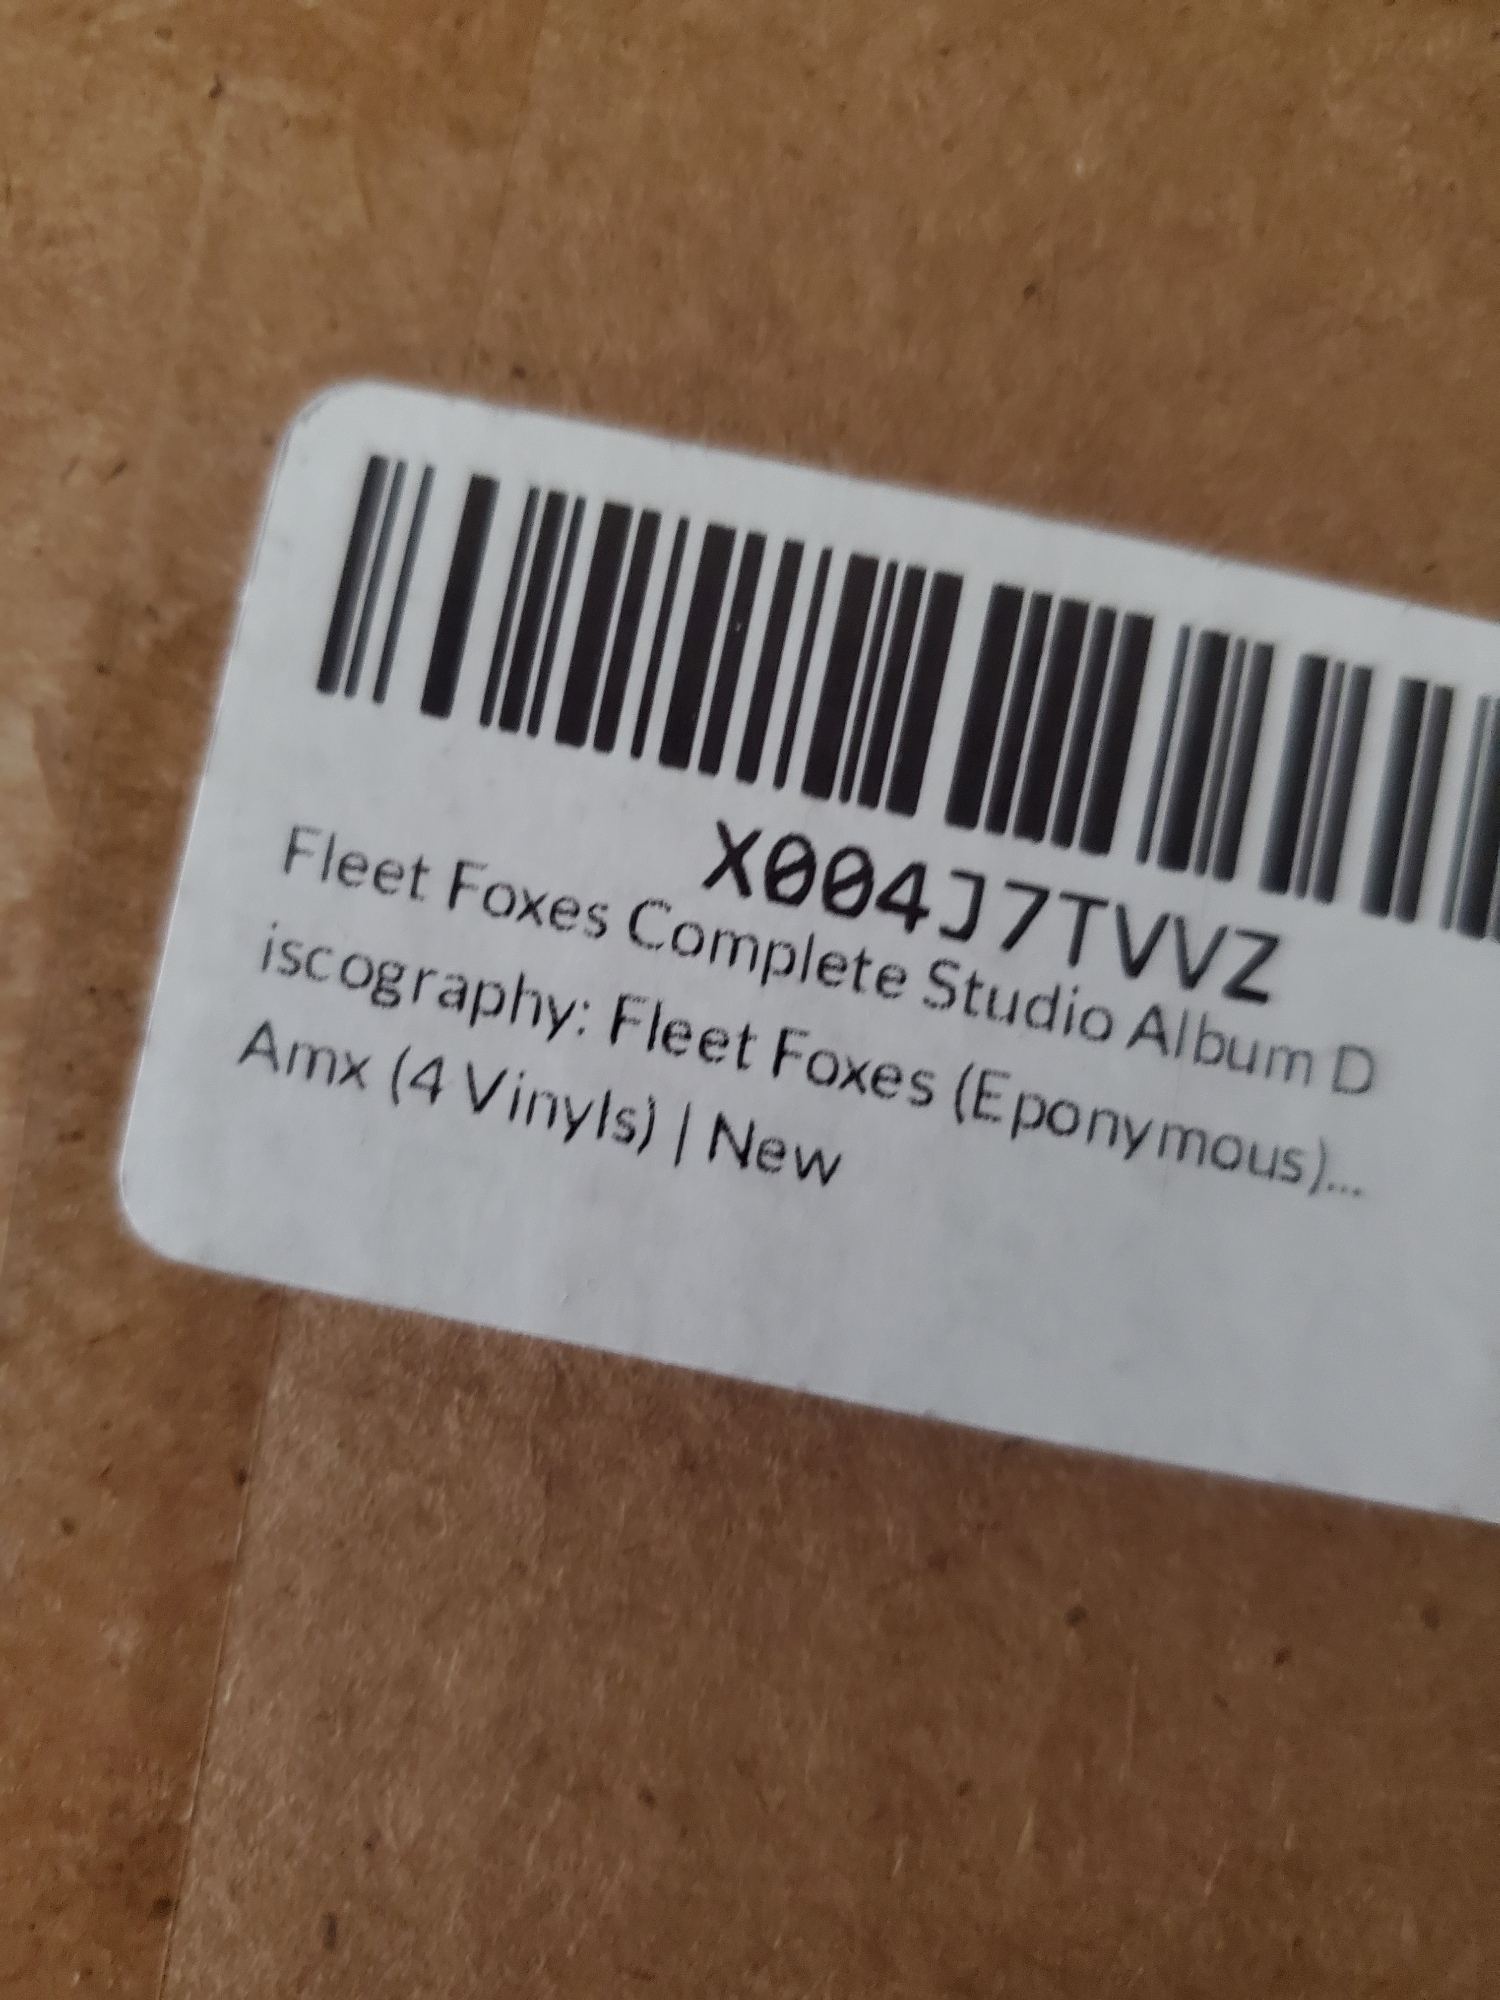 X004J7TVVZ
Fleet Foxes Complete Studio Album D
iscography: Fleet Foxes (Eponymous)...
Amx (4 Vinyls) | New